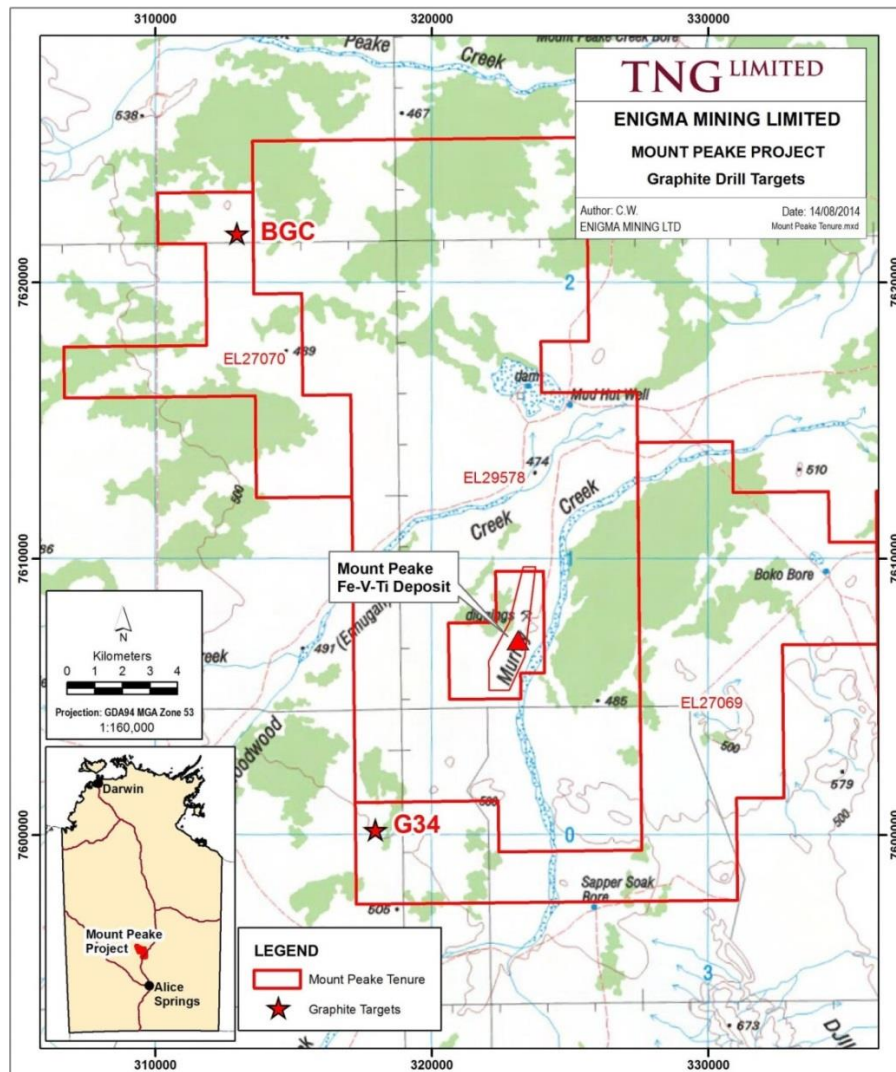 310000 320000 330000
Peake Creek
Mount Peake Creek Bore
TNG LIMITED
ENIGMA MINING LIMITED
MOUNT PEAKE PROJECT
Graphite Drill Targets
Author: C.W. Date: 14/08/2014
ENIGMA MINING LTD Mount Peake Tenure.mxd
538
467
BGC
7620000 2 7620000
EL27070
489
dam
Mud Hut Well
474
EL29578
500
510
Creek
Creek
7610000 1 7610000
Mount Peake
Fe-V-Ti Deposit
Boko Bore
diggings
N
Kilometers
0 1 2 3 4
Projection: GDA94 MGA Zone 53
1:160,000
491
Creek
485
EL27069
500
579
500
Darwin
Mount Peake
Project
Alice
Springs
G34
7600000 0 7600000
506
Sapper Soak
Bore
LEGEND
Mount Peake Tenure
Graphite Targets
3
673
310000 320000 330000